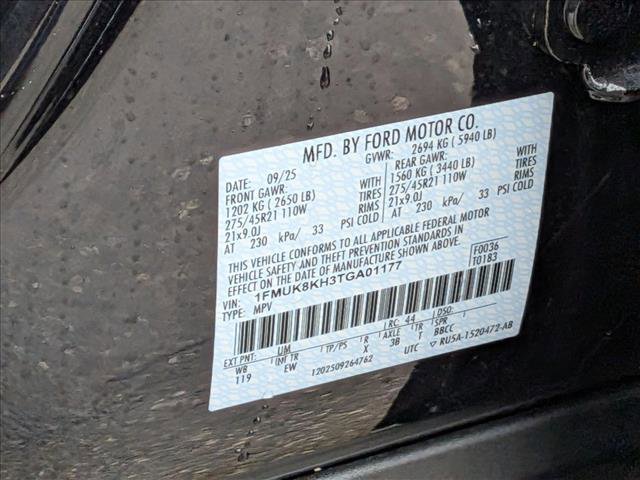 MFD. BY FORD MOTOR CO.
DATE: 09/25 GVWR: 2694 KG ( 5940 LB)
FRONT GAWR: REAR GAWR:
1202 KG ( 2650 LB) WITH 1560 KG ( 3440 LB) WITH
275/45R21 110W TIRES 275/45R21 110W TIRES
21x9.0J RIMS 21x9.0J RIMS
AT 230 kPa/ 33 PSI COLD AT 230 kPa/ 33 PSI COLD
THIS VEHICLE CONFORMS TO ALL APPLICABLE FEDERAL MOTOR
VEHICLE SAFETY AND THEFT PREVENTION STANDARDS IN
EFFECT ON THE DATE OF MANUFACTURE SHOWN ABOVE.
VIN: 1FMUK8KH3TGA01177 F0036
TYPE: MPV T0183
EXT PNT: UM RC: 44 DSO:
WB INT TR TP/PS R AXLE TR SPR
119 EW X 3B T BBCC
1202509264762 UTC RU5A-1520472-AB